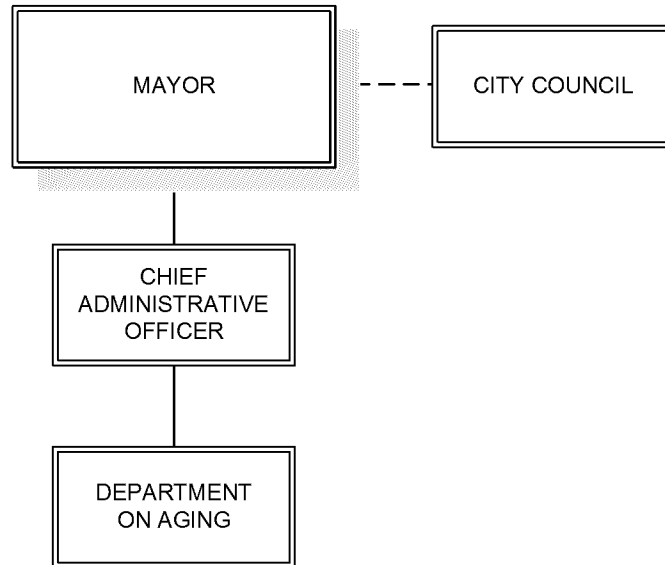 MAYOR
CITY COUNCIL
CHIEF
ADMINISTRATIVE
OFFICER
DEPARTMENT
ON AGING